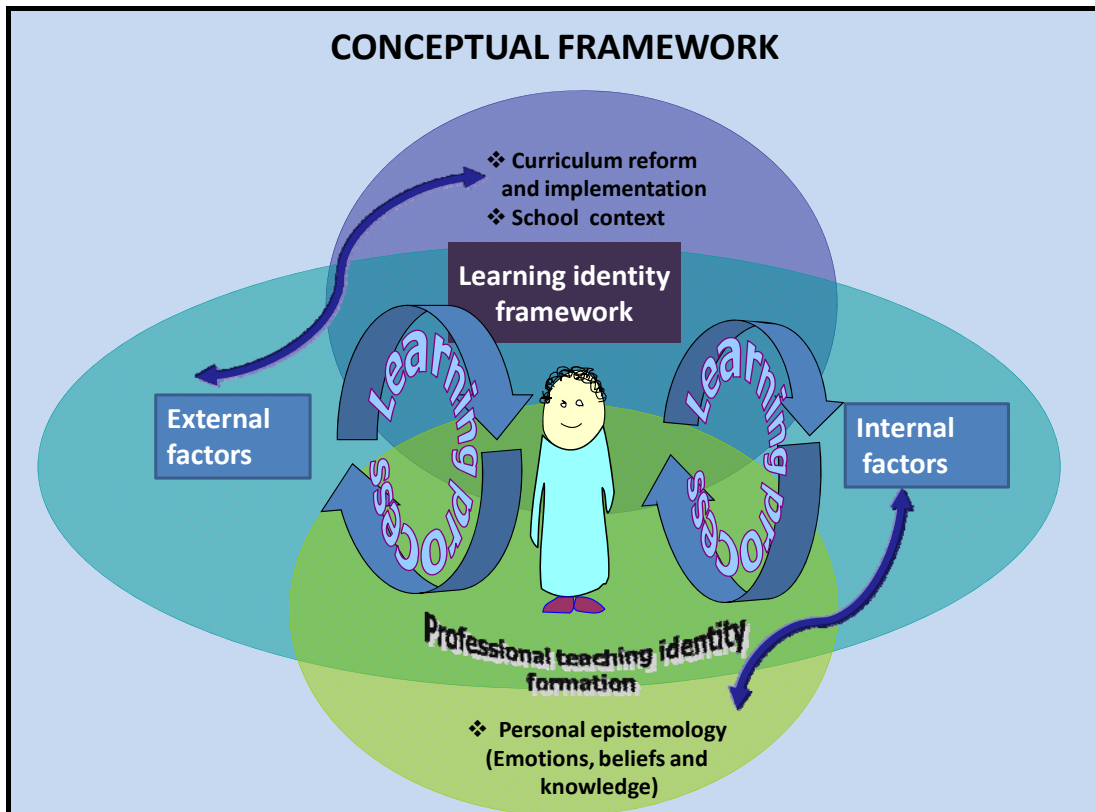 CONCEPTUAL FRAMEWORK
❖ Curriculum reform
and implementation
❖ School context
Learning identity
framework
Learning process
Learning process
External
factors
Internal
factors
Professional teaching identity
formation
❖ Personal epistemology
(Emotions, beliefs and
knowledge)